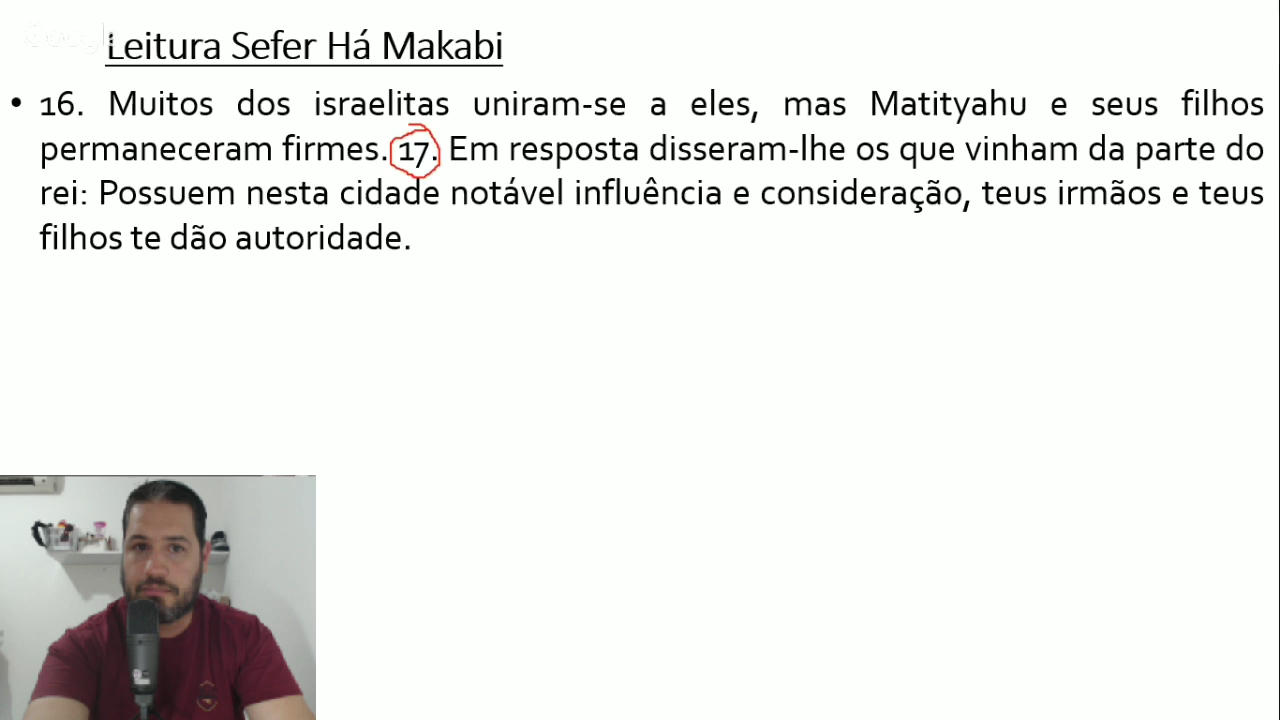 Leitura Sefer Há Makabi
• 16. Muitos dos israelitas uniram-se a eles, mas Matityahu e seus filhos
permaneceram firmes. 17. Em resposta disseram-lhe os que vinham da parte do
rei: Possuem nesta cidade notável influência e consideração, teus irmãos e teus
filhos te dão autoridade.